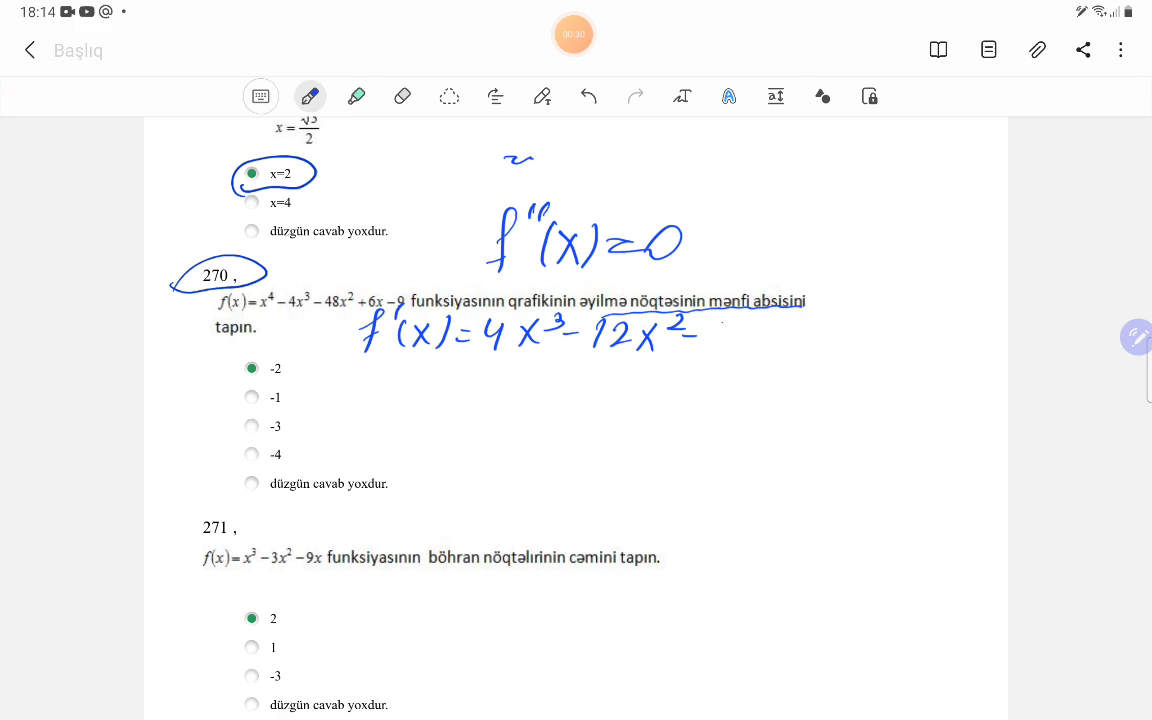 18:14
00:30
Başlıq
x = √3/2
x=2
x=4
düzgün cavab yoxdur.
f''(x)=0
270 ,
f(x)= x⁴ − 4x³ − 48x² + 6x − 9 funksiyasının qrafikinin əyilmə nöqtəsinin mənfi absisini
tapın.
f'(x)=4x³−12x²−
-2
-1
-3
-4
düzgün cavab yoxdur.
271 ,
f(x)= x³ −3x² −9x funksiyasının böhran nöqtəlırinin cəmini tapın.
2
1
-3
düzgün cavab yoxdur.